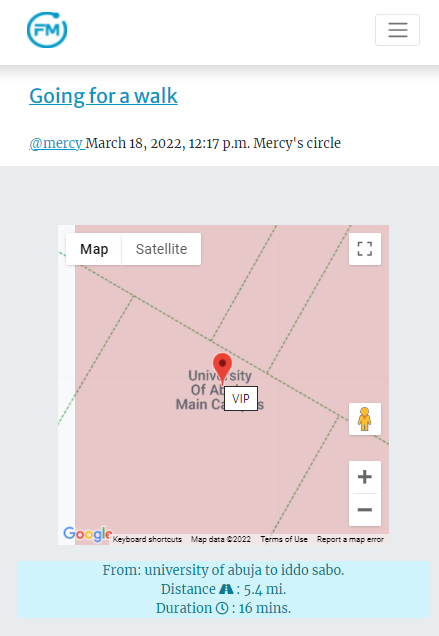 FM
Going for a walk
@mercy March 18, 2022, 12:17 p.m. Mercy's circle
Map Satellite
University
Of Ab
Main Ca pus
VIP
Google Keyboard shortcuts Map data ©2022 Terms of Use Report a map error
From: university of abuja to iddo sabo.
Distance : 5.4 mi.
Duration : 16 mins.